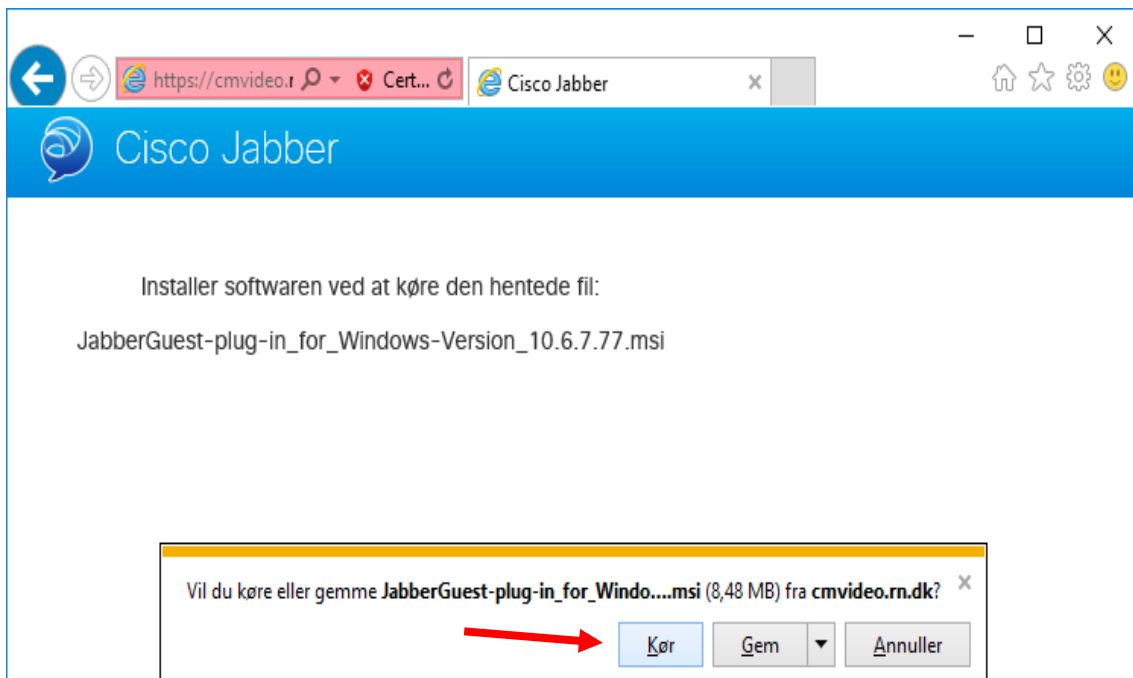 https://cmvideo.r
Cert...
Cisco Jabber
Cisco Jabber
Installer softwaren ved at køre den hentede fil:
JabberGuest-plug-in_for_Windows-Version_10.6.7.77.msi
Vil du køre eller gemme JabberGuest-plug-in_for_Windo....msi (8,48 MB) fra cmvideo.rn.dk?
Kør Gem Annuller